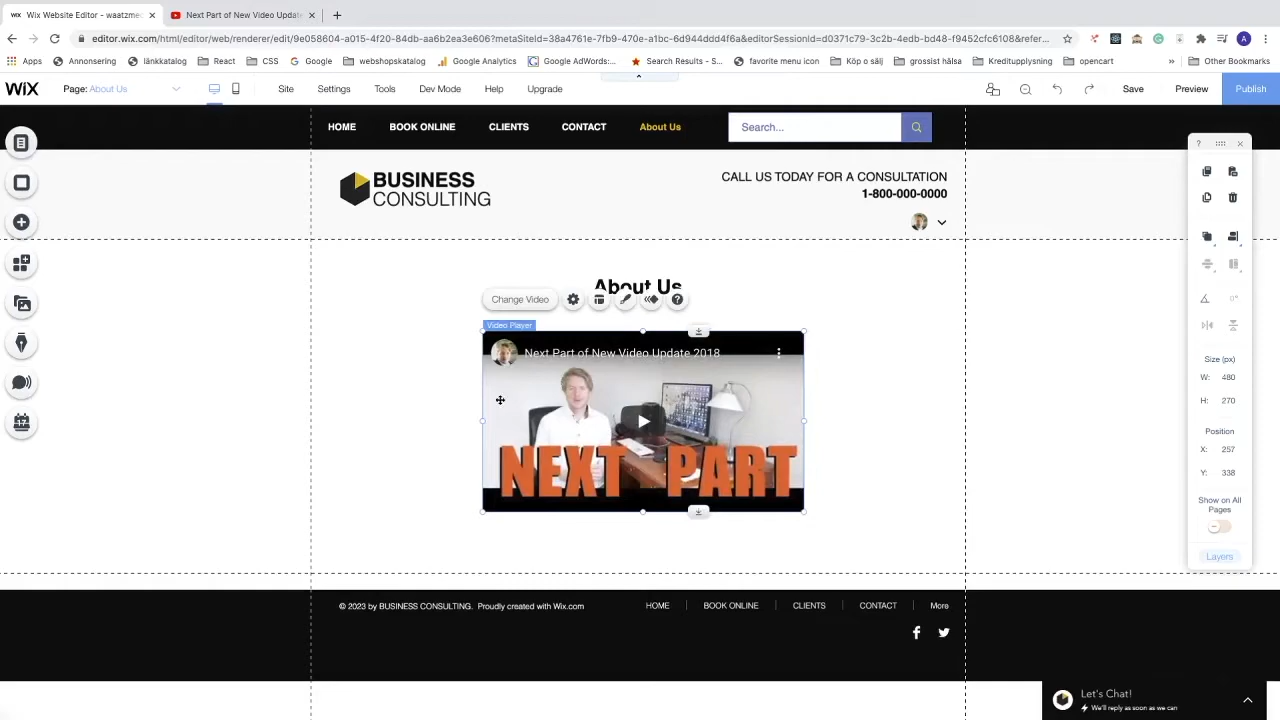 Wix Website Editor - waatzmed
Next Part of New Video Update
editor.wix.com/html/editor/web/renderer/edit/9e058604-a015-4f20-84db-aa6b2ea3e606?metaSiteId=38a4761e-7fb9-470e-a1bc-6d944ddd4f6a&editorSessionId=d0371c79-3c2b-4edb-bd48-f9452cfc6108&refer...
Apps Annonsering länkkatalog React CSS Google webshopskatalog Google Analytics Google AdWords:... Search Results - Sm... favorite menu icon Köp o sälj grossist hälsa Kreditupplysning opencart » Other Bookmarks
WiX Page: About Us Site Settings Tools Dev Mode Help Upgrade Save Preview Publish
HOME BOOK ONLINE CLIENTS CONTACT About Us Search...
BUSINESS
CONSULTING
CALL US TODAY FOR A CONSULTATION
1-800-000-0000
About Us
Change Video
Video Player
Next Part of New Video Update 2018
NEXT PART
Size (px)
W: 480
H: 270
Position
X: 257
Y: 338
Show on All
Pages
Layers
© 2023 by BUSINESS CONSULTING. Proudly created with Wix.com
HOME BOOK ONLINE CLIENTS CONTACT More
Let's Chat!
We'll reply as soon as we can